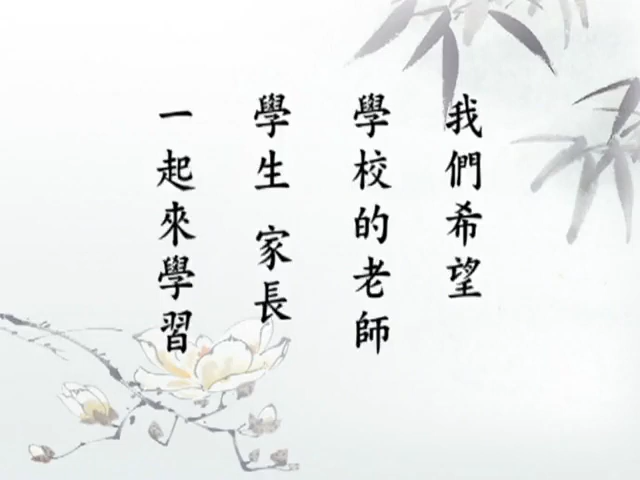 我們希望
學校的老師
學生 家長
一起來學習